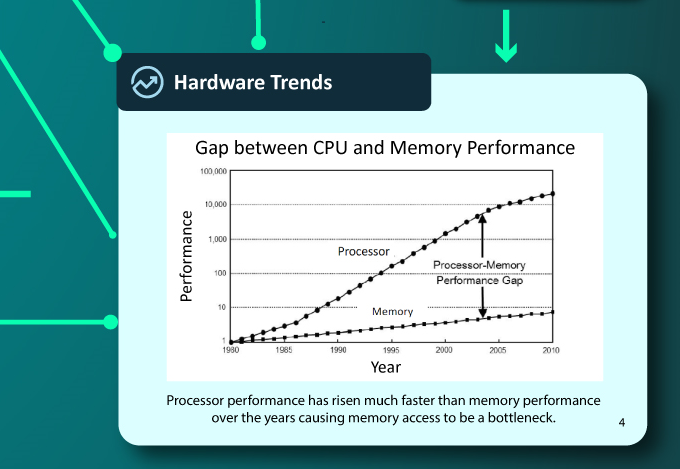 Hardware Trends
Gap between CPU and Memory Performance
100,000
10,000
1,000
100
10
1
Performance
Processor
Processor-Memory
Performance Gap
Memory
1980
1985
1990
1995
2000
2005
2010
Year
Processor performance has risen much faster than memory performance
over the years causing memory access to be a bottleneck.
4